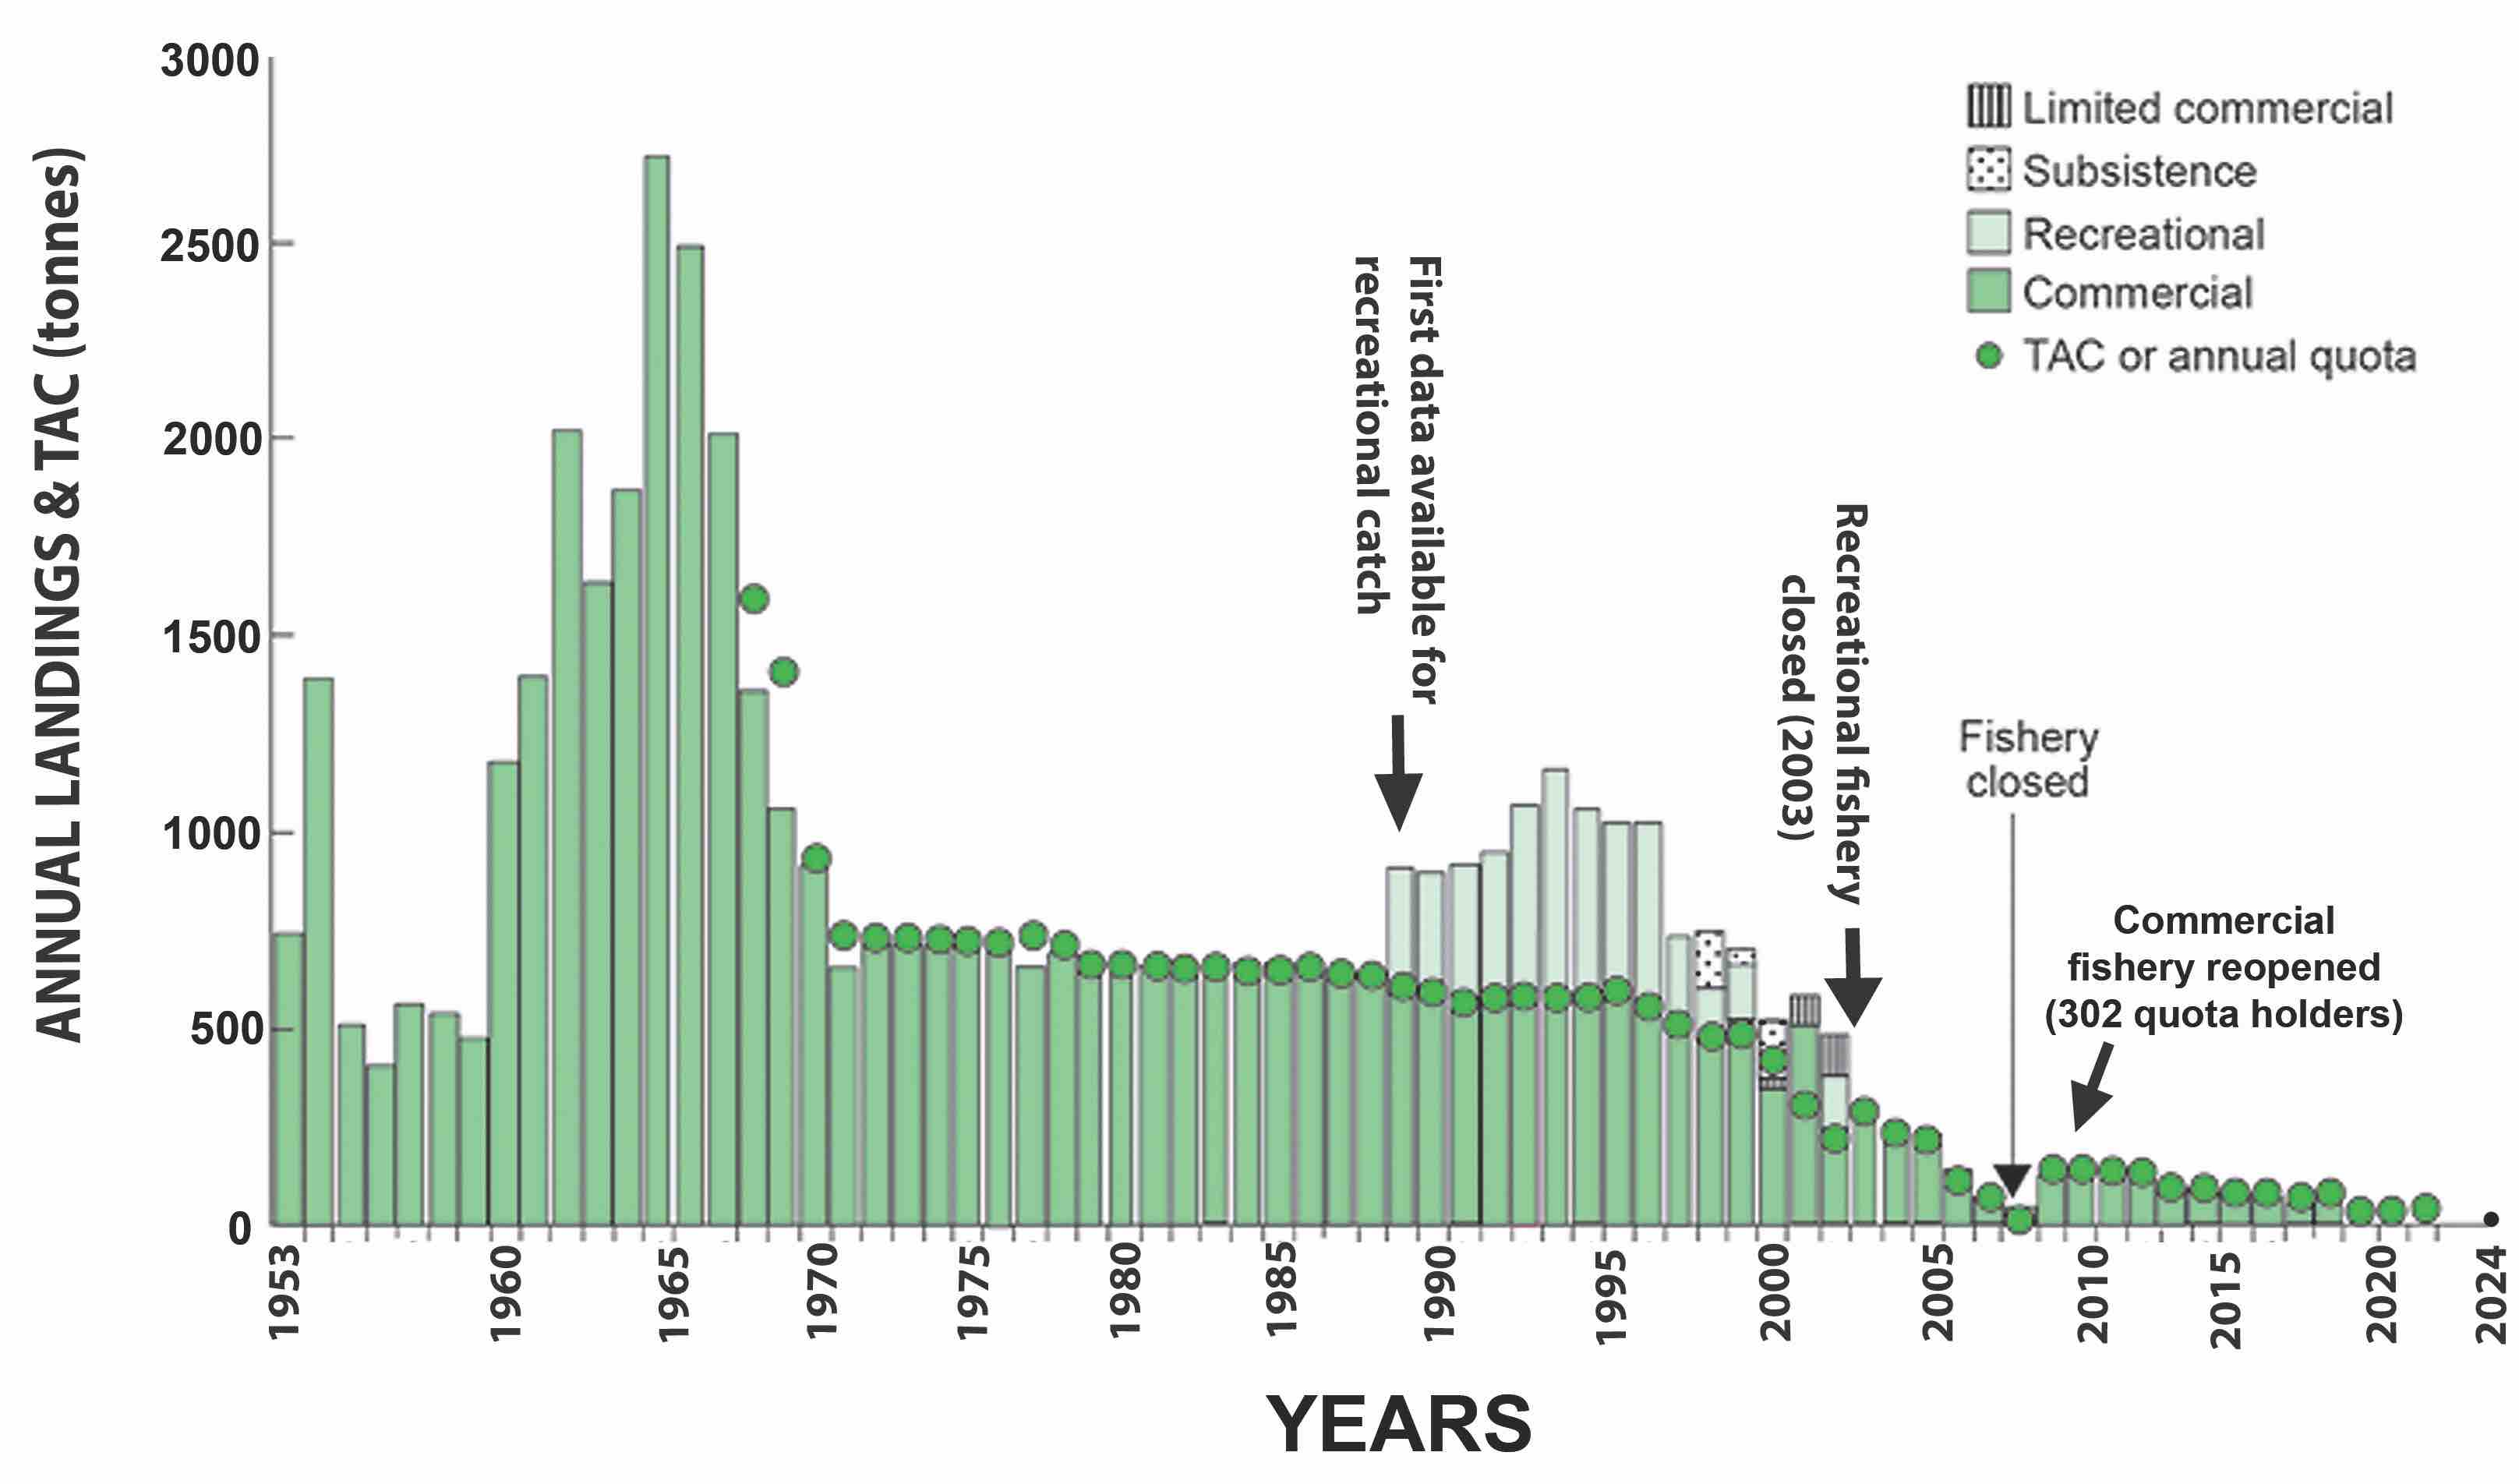 ANNUAL LANDINGS & TAC (tonnes)
3000
2500
2000
1500
1000
500
0
Limited commercial
Subsistence
Recreational
Commercial
TAC or annual quota
First data available for
recreational catch
Recreational fishery
closed (2003)
Fishery
closed
Commercial
fishery reopened
(302 quota holders)
1953
1960
1965
1970
1975
1980
1985
1990
1995
2000
2005
2010
2015
2020
2024
YEARS